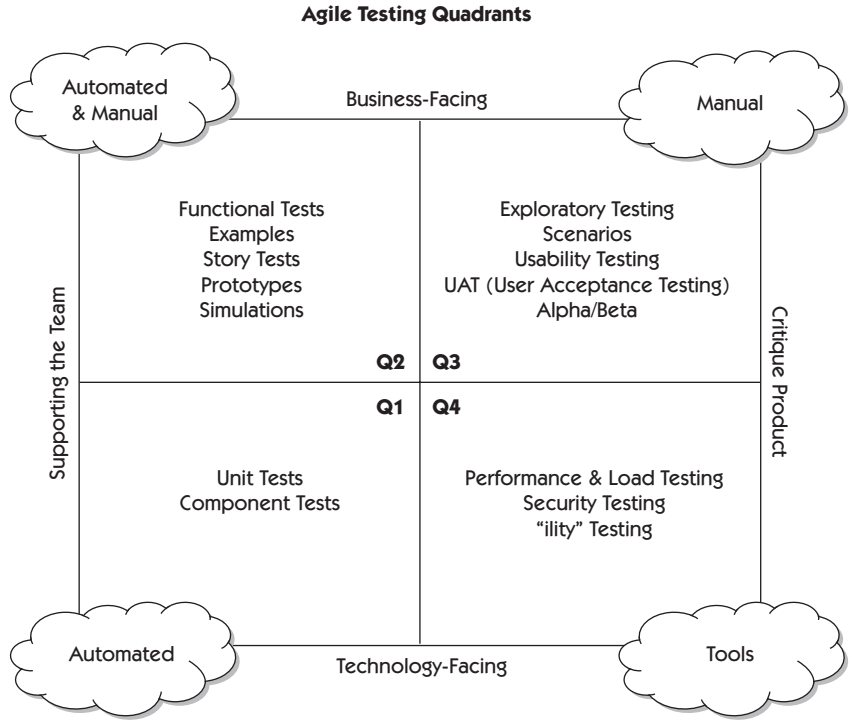 Agile Testing Quadrants
Automated
& Manual
Business-Facing
Manual
Functional Tests
Examples
Story Tests
Prototypes
Simulations
Exploratory Testing
Scenarios
Usability Testing
UAT (User Acceptance Testing)
Alpha/Beta
Supporting the Team
Critique Product
Q2
Q3
Q1
Q4
Unit Tests
Component Tests
Performance & Load Testing
Security Testing
“ility” Testing
Automated
Technology-Facing
Tools